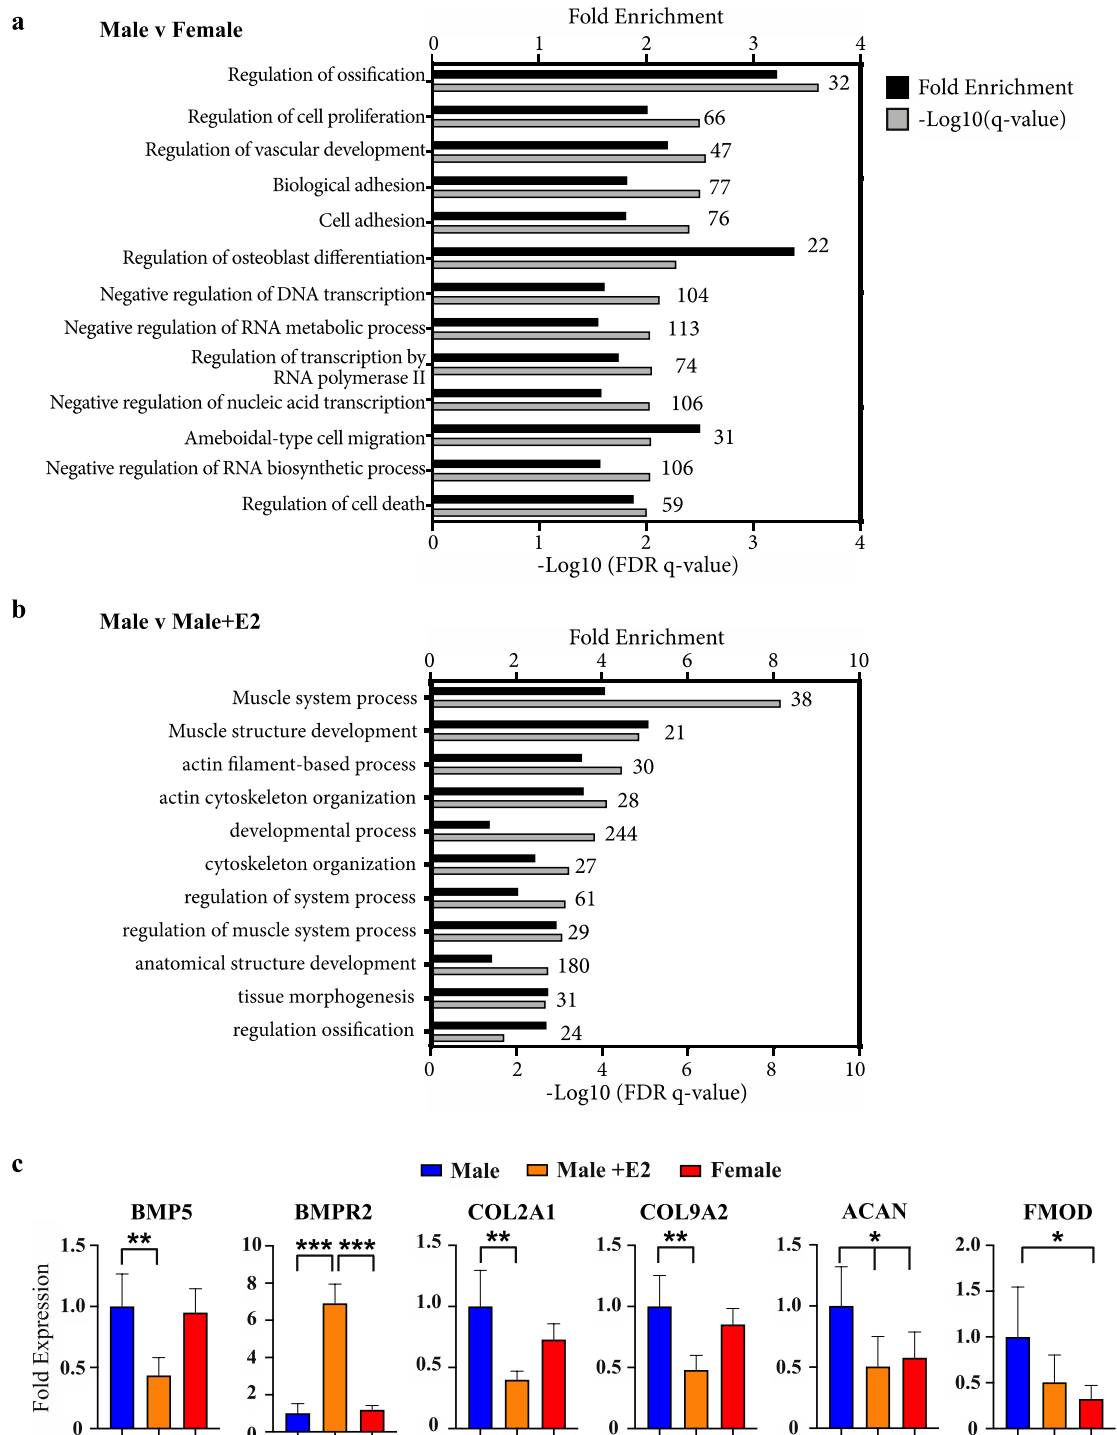 a
Male v Female
Fold Enrichment
0 1 2 3 4
Regulation of ossification 32
Regulation of cell proliferation 66
Regulation of vascular development 47
Biological adhesion 77
Cell adhesion 76
Regulation of osteoblast differentiation 22
Negative regulation of DNA transcription 104
Negative regulation of RNA metabolic process 113
Regulation of transcription by
RNA polymerase II 74
Negative regulation of nucleic acid transcription 106
Ameboidal-type cell migration 31
Negative regulation of RNA biosynthetic process 106
Regulation of cell death 59
0 1 2 3 4
-Log10 (FDR q-value)
Fold Enrichment
-Log10(q-value)
b
Male v Male+E2
Fold Enrichment
0 2 4 6 8 10
Muscle system process 38
Muscle structure development 21
actin filament-based process 30
actin cytoskeleton organization 28
developmental process 244
cytoskeleton organization 27
regulation of system process 61
regulation of muscle system process 29
anatomical structure development 180
tissue morphogenesis 31
regulation ossification 24
0 2 4 6 8 10
-Log10 (FDR q-value)
c
Male Male +E2 Female
Fold Expression
BMP5
**
1.5
1.0
0.5
0
BMPR2
*** ***
10
8
6
4
2
0
COL2A1
**
1.5
1.0
0.5
0
COL9A2
**
1.5
1.0
0.5
0
ACAN
*
1.5
1.0
0.5
0
FMOD
*
2.0
1.5
1.0
0.5
0